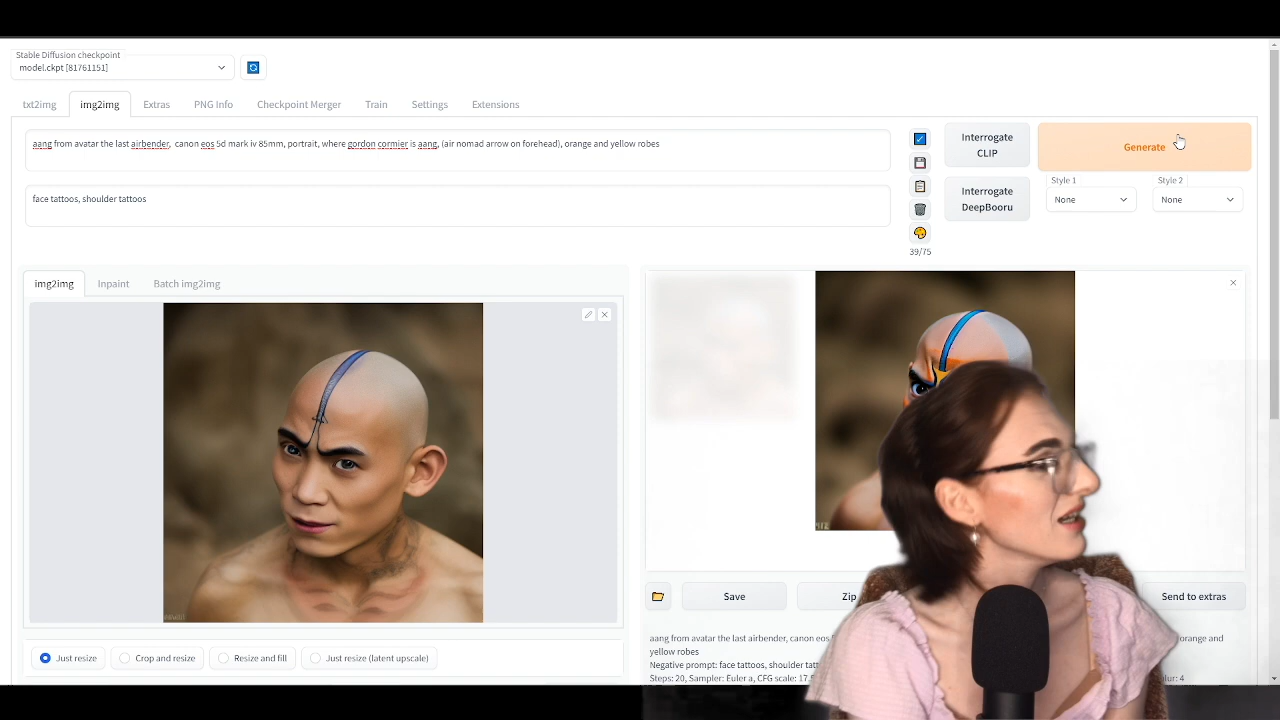 Stable Diffusion checkpoint
model.ckpt [81761151]
txt2img
img2img
Extras
PNG Info
Checkpoint Merger
Train
Settings
Extensions
aang from avatar the last airbender, canon eos d mark iv 85mm, portrait, where gordon cormier is aang, (air nomad arrow on forehead), orange and yellow robes
face tattoos, shoulder tattoos
39/75
Interrogate
CLIP
Interrogate
DeepBooru
Generate
Style 1
None
Style 2
None
img2img
Inpaint
Batch img2img
Save
Zip
Send to extras
Just resize
Crop and resize
Resize and fill
Just resize (latent upscale)
aang from avatar the last airbender, canon eos
orange and
yellow robes
Negative prompt: face tattoos, shoulder
Steps: 20, Sampler: Euler a, CFG scale: